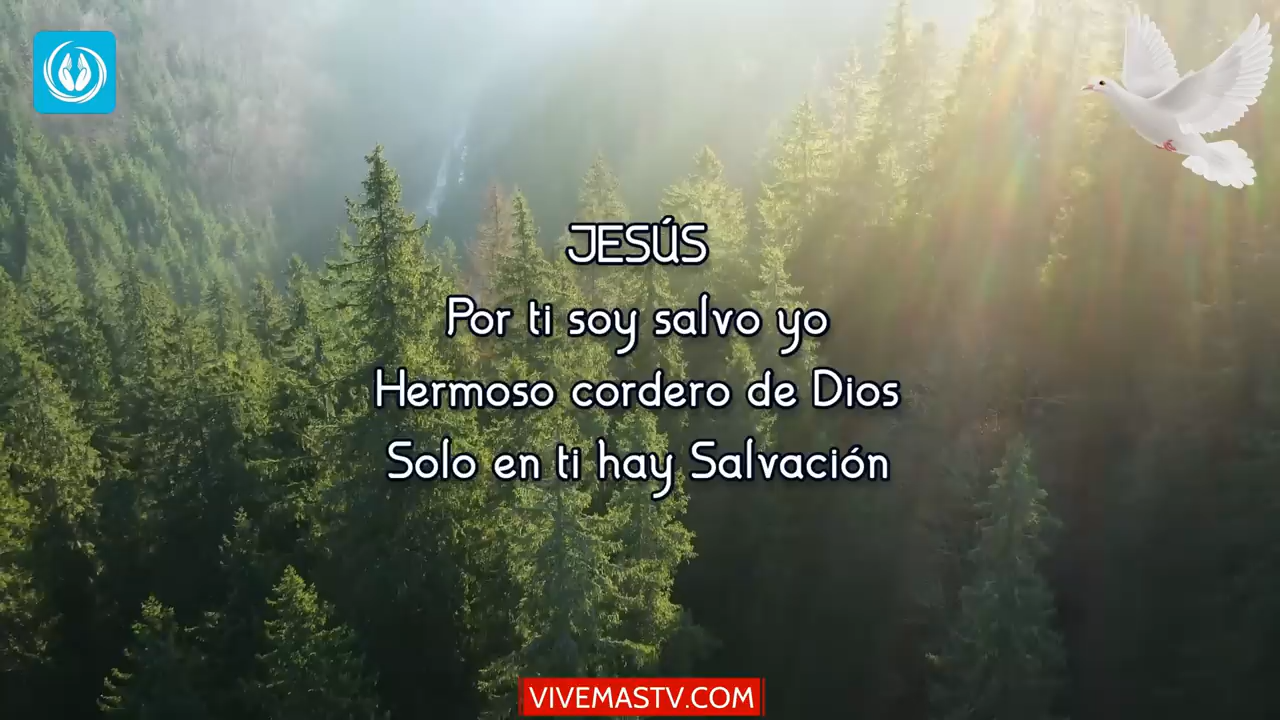 JESÚS
Por ti soy salvo yo
Hermoso cordero de Dios
Solo en ti hay Salvación
VIVEMASTV.COM